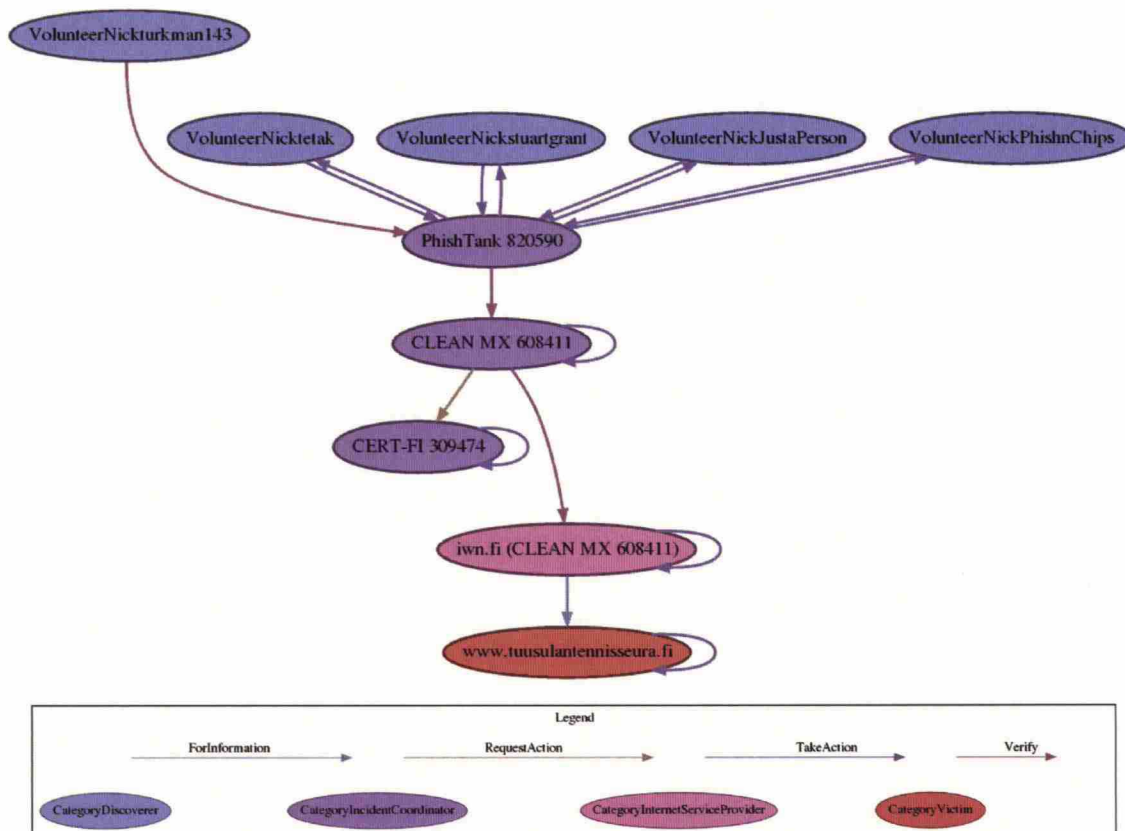 VolunteerNickturkman143
VolunteerNicktetak
VolunteerNickstuartgrant
VolunteerNickJustaPerson
VolunteerNickPhishnChips
PhishTank 820590
CLEAN MX 608411
CERT-FI 309474
iwn.fi (CLEAN MX 608411)
www.tuusulantennisseura.fi
Legend
ForInformation
RequestAction
TakeAction
Verify
CategoryDiscoverer
CategoryIncidentCoordinator
CategoryInternetServiceProvider
CategoryVictim